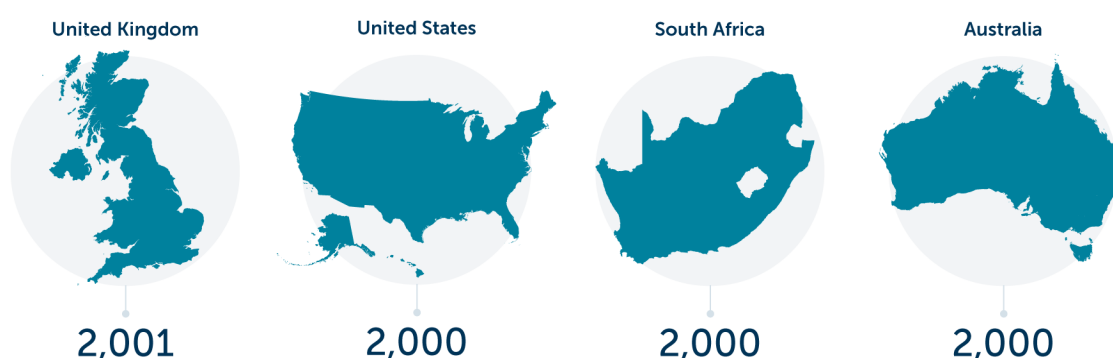 United Kingdom
United States
South Africa
Australia
2,001
2,000
2,000
2,000